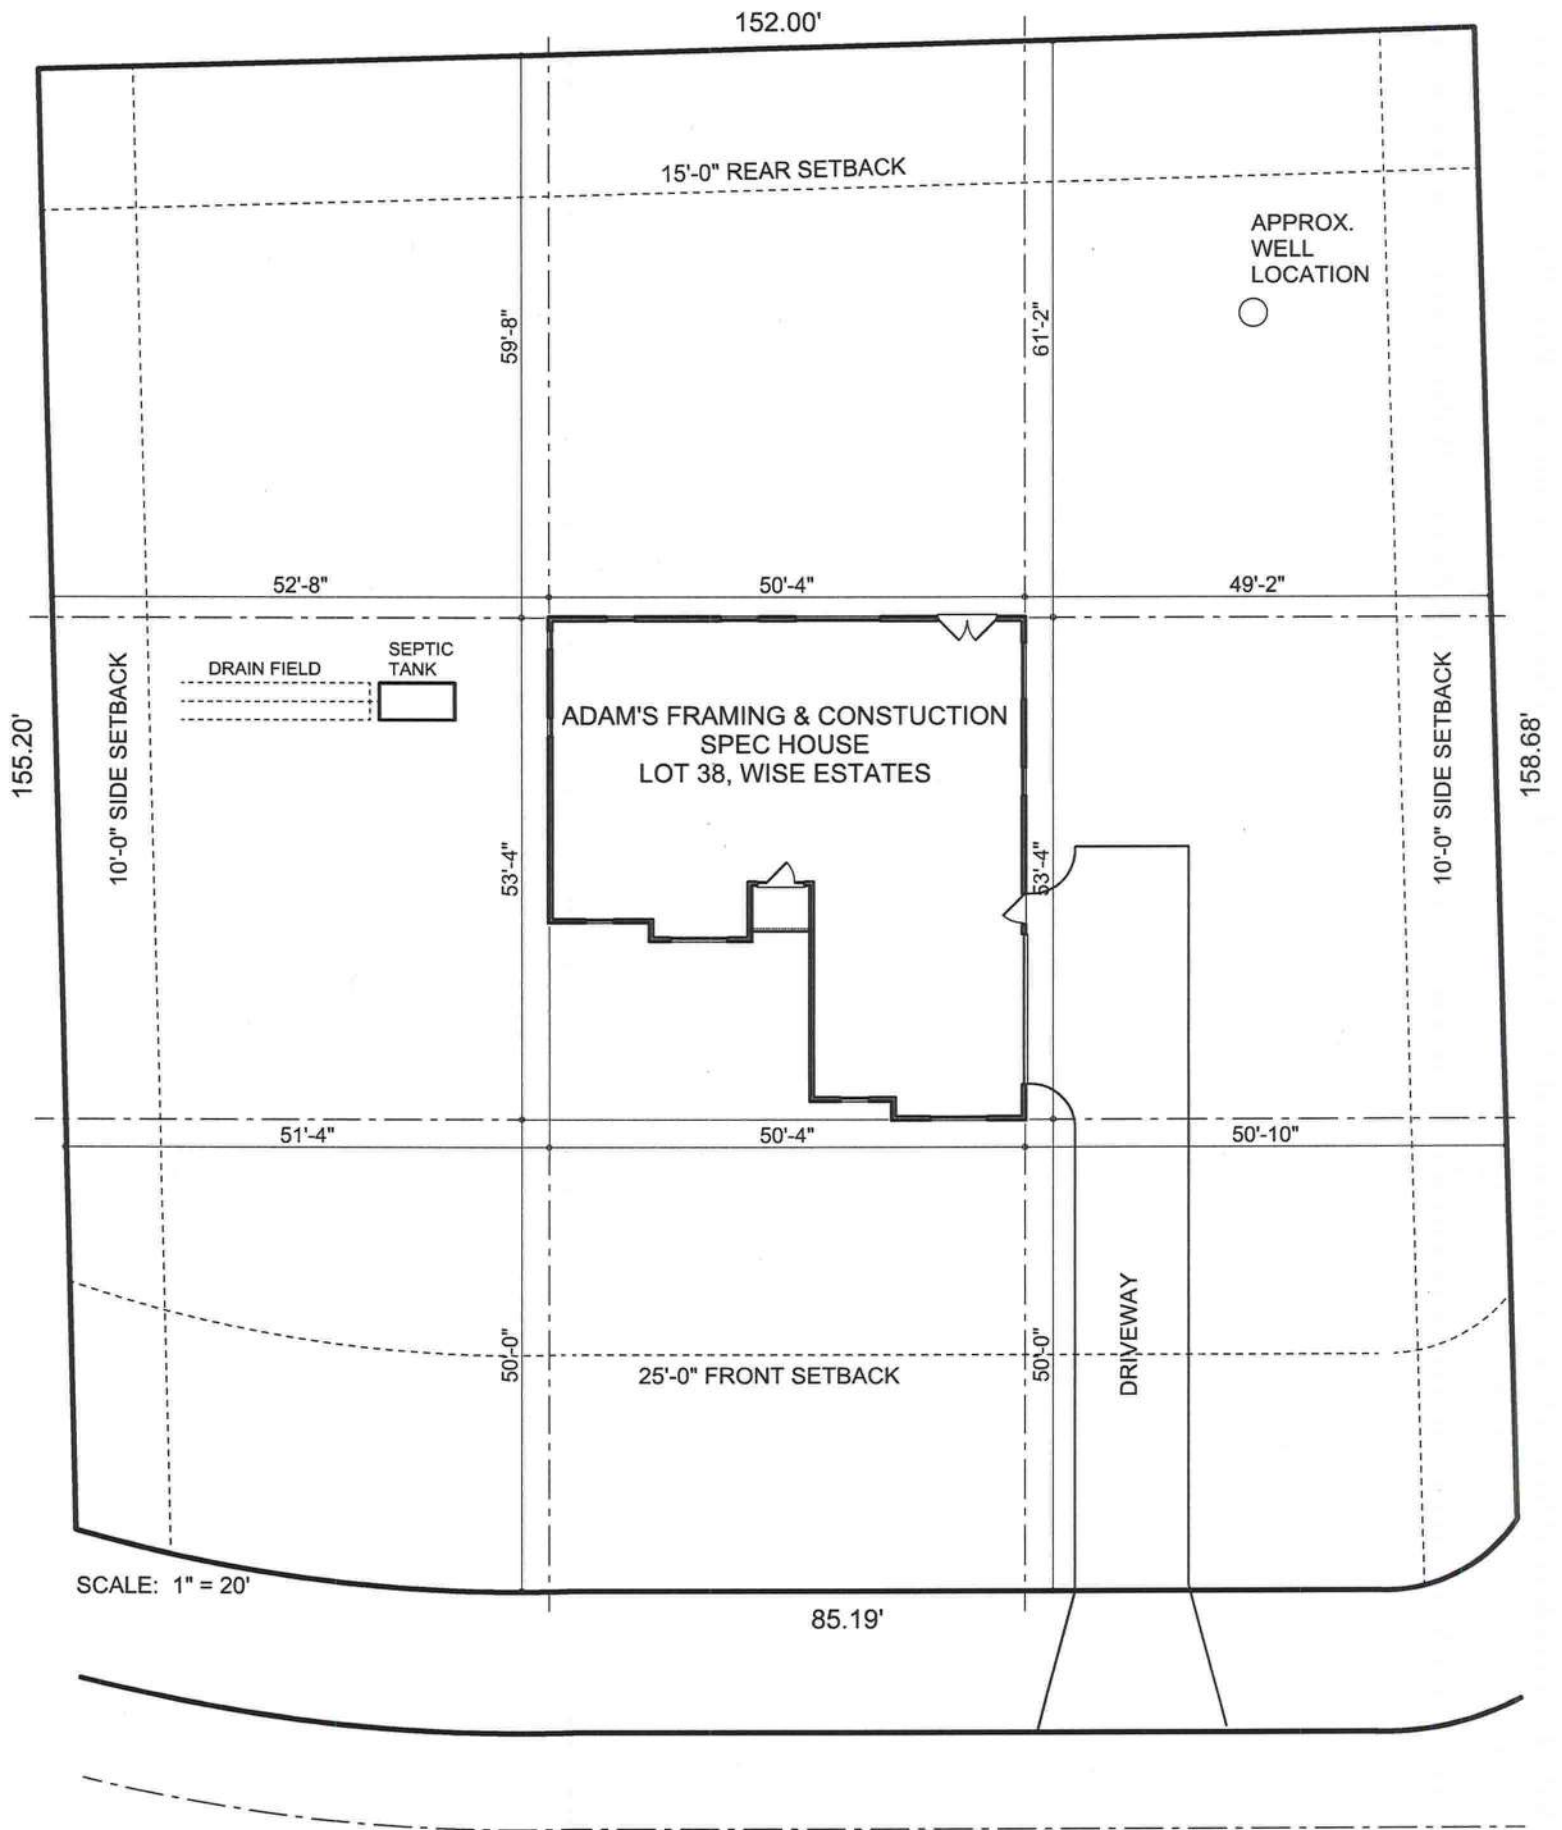 152.00'
15'-0" REAR SETBACK
APPROX.
WELL
LOCATION
59'-8"
61'-2"
52'-8"
50'-4"
49'-2"
SEPTIC
TANK
DRAIN FIELD
10'-0" SIDE SETBACK
155.20'
ADAM'S FRAMING & CONSTUCTION
SPEC HOUSE
LOT 38, WISE ESTATES
10'-0" SIDE SETBACK
158.68'
53'-4"
53'-4"
51'-4"
50'-4"
50'-10"
50'-0"
50'-0"
DRIVEWAY
25'-0" FRONT SETBACK
SCALE: 1" = 20'
85.19'